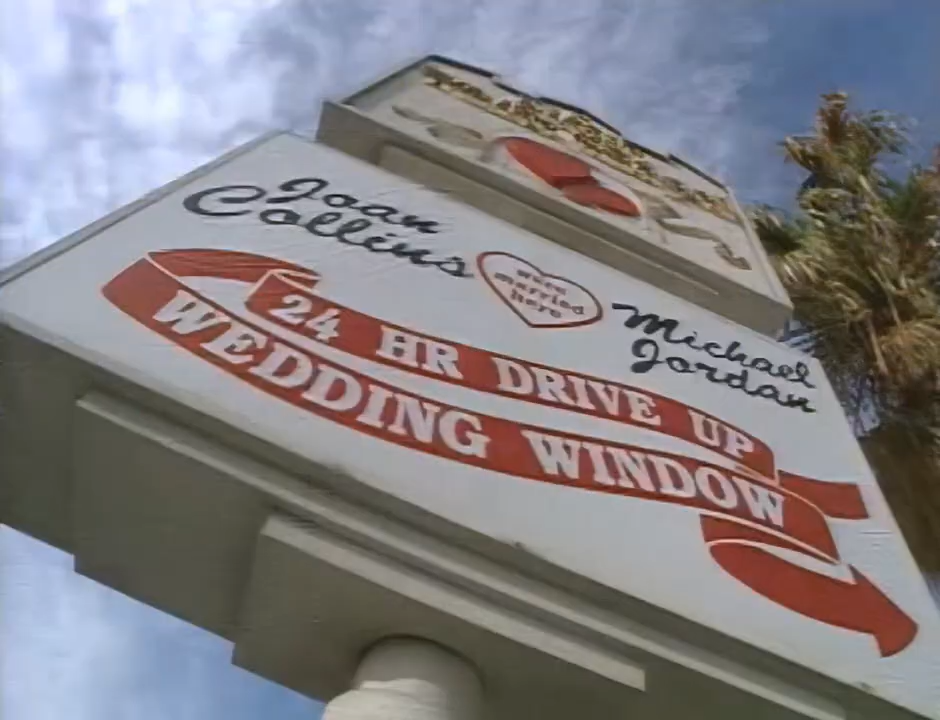 Joan
Collins
were
married
here
Michael
Jordan
24 HR DRIVE UP
WEDDING WINDOW